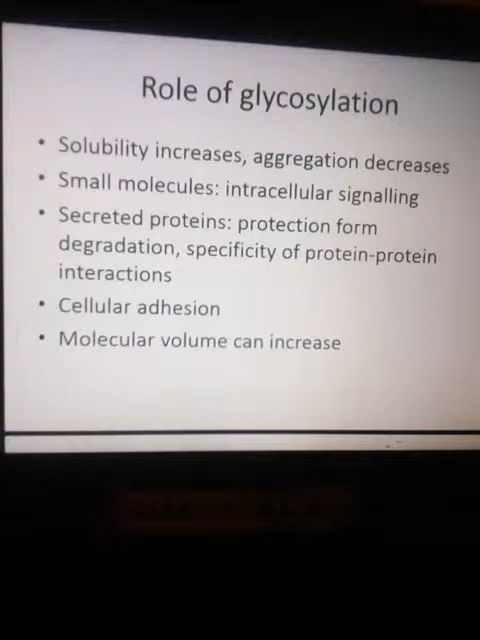 Role of glycosylation
• Solubility increases, aggregation decreases
• Small molecules: intracellular signalling
• Secreted proteins: protection form
degradation, specificity of protein-protein
interactions
• Cellular adhesion
• Molecular volume can increase